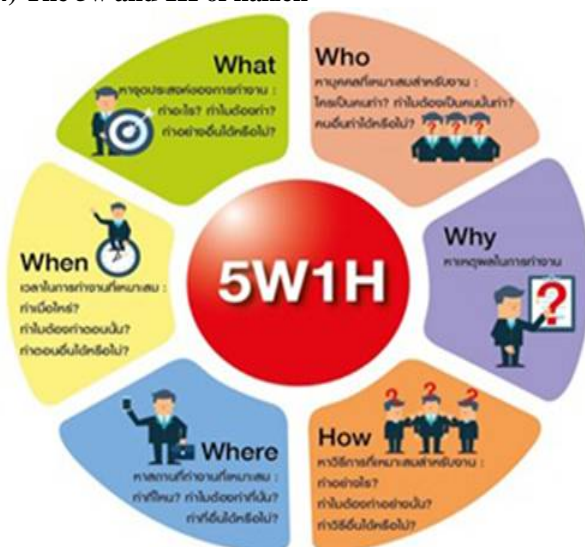 What
หาจุดประสงค์ของการทำงาน :
ทำอะไร? ทำไมต้องทำ?
ทำอย่างอื่นได้หรือไม่?
Who
หาบุคคลที่เหมาะสมสำหรับงาน :
ใครเป็นคนทำ? ทำไมต้องเป็นคนนั้นทำ?
คนอื่นทำได้หรือไม่?
Why
หาเหตุผลในการทำงาน
5W1H
When
เวลาในการทำงานที่เหมาะสม :
ทำเมื่อไหร่?
ทำไมต้องทำตอนนั้น?
ทำตอนอื่นได้หรือไม่?
Where
หาสถานที่ทำงานที่เหมาะสม :
ทำที่ไหน? ทำไมต้องทำที่นั่น?
ทำที่อื่นได้หรือไม่?
How
หาวิธีการที่เหมาะสมสำหรับงาน :
ทำอย่างไร?
ทำไมต้องทำอย่างนั้น?
ทำวิธีอื่นได้หรือไม่?